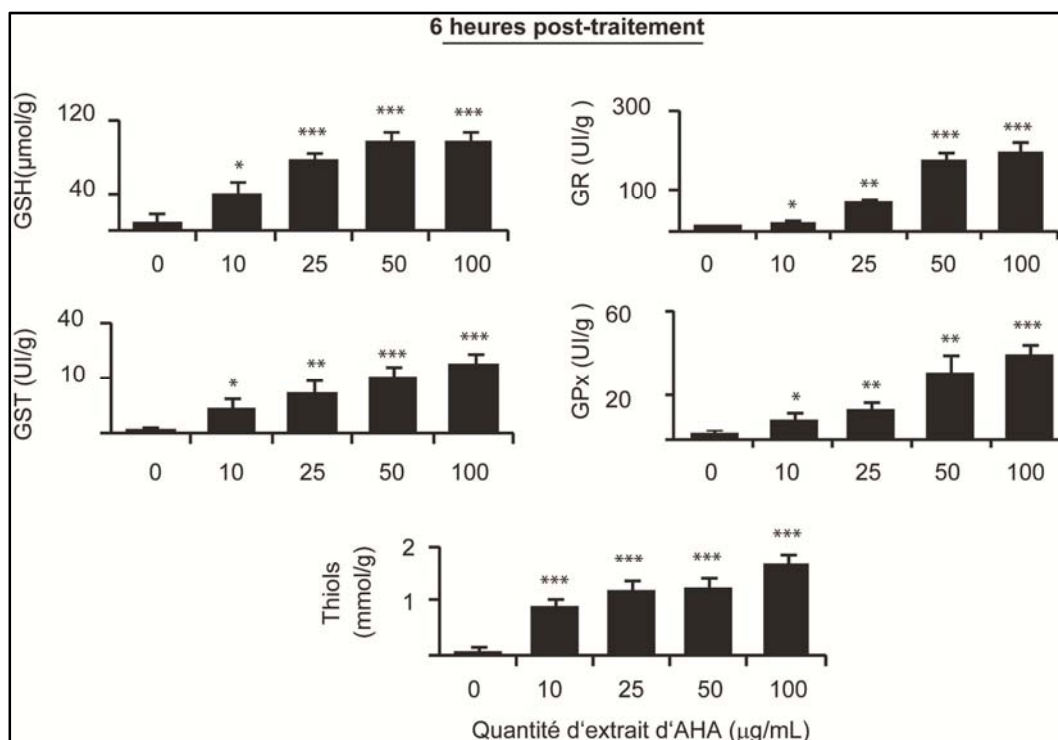 6 heures post-traitement
GSH(µmol/g)
120
40
*
***
***
***
0 10 25 50 100
GR (UI/g)
300
100
*
**
***
***
0 10 25 50 100
GST (UI/g)
40
10
*
**
***
***
0 10 25 50 100
GPx (UI/g)
60
20
*
**
**
***
0 10 25 50 100
Thiols
(mmol/g)
2
1
***
***
***
***
0 10 25 50 100
Quantité d‘extrait d‘AHA (µg/mL)